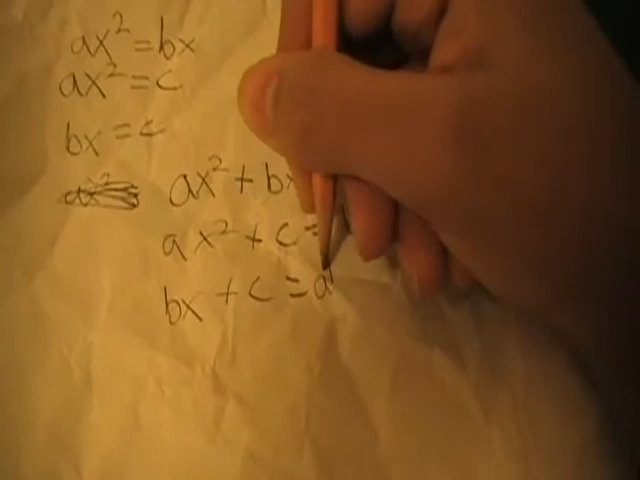 ax² = bx
ax² = c
bx = c
ax² + bx
ax² + c =
bx + c = a